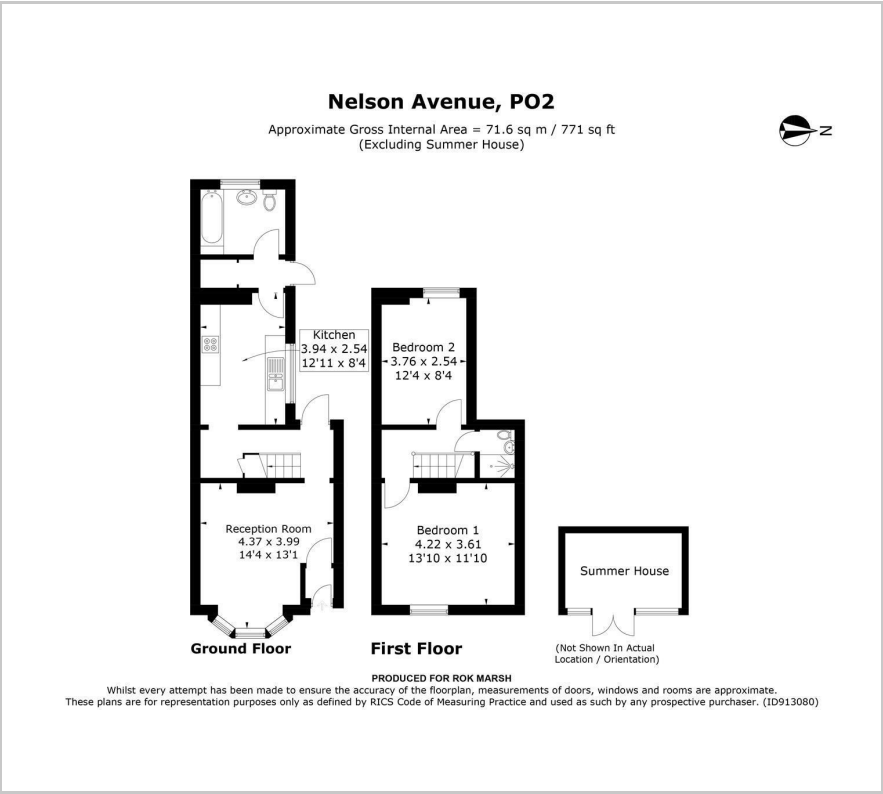 Nelson Avenue, PO2
Approximate Gross Internal Area = 71.6 sq m / 771 sq ft
(Excluding Summer House)
N
Kitchen
3.94 x 2.54
12'11 x 8'4
Bedroom 2
3.76 x 2.54
12'4 x 8'4
Reception Room
4.37 x 3.99
14'4 x 13'1
Bedroom 1
4.22 x 3.61
13'10 x 11'10
Summer House
Ground Floor
First Floor
(Not Shown In Actual
Location / Orientation)
PRODUCED FOR ROK MARSH
Whilst every attempt has been made to ensure the accuracy of the floorplan, measurements of doors, windows and rooms are approximate.
These plans are for representation purposes only as defined by RICS Code of Measuring Practice and used as such by any prospective purchaser. (ID913080)